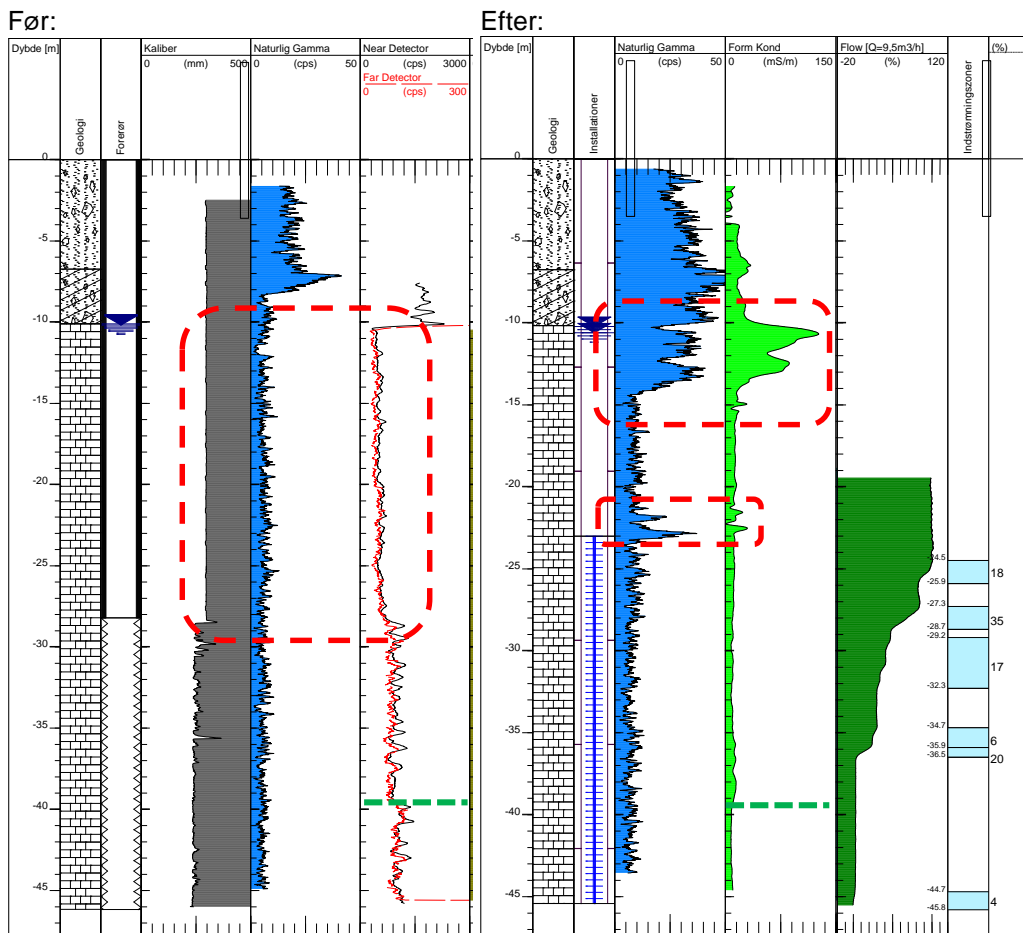 Før:
Dybde [m]
Geologi
Forerør
Kaliber
0 (mm) 500
Naturlig Gamma
0 (cps) 50
Near Detector
0 (cps) 3000
Far Detector
0 (cps) 300
0
-5
-10
-15
-20
-25
-30
-35
-40
-45
Efter:
Dybde [m]
Geologi
Installationer
Naturlig Gamma
0 (cps) 50
Form Kond
0 (mS/m) 150
Flow [Q=9,5m3/h]
-20 (%) 120
Indstrømningszoner
(%)
0
-5
-10
-15
-20
-25
-30
-35
-40
-45
-24.5
18
-25.9
-27.3
35
-28.7
-29.2
17
-32.3
-34.7
6
-35.9
20
-36.5
-44.7
4
-45.8